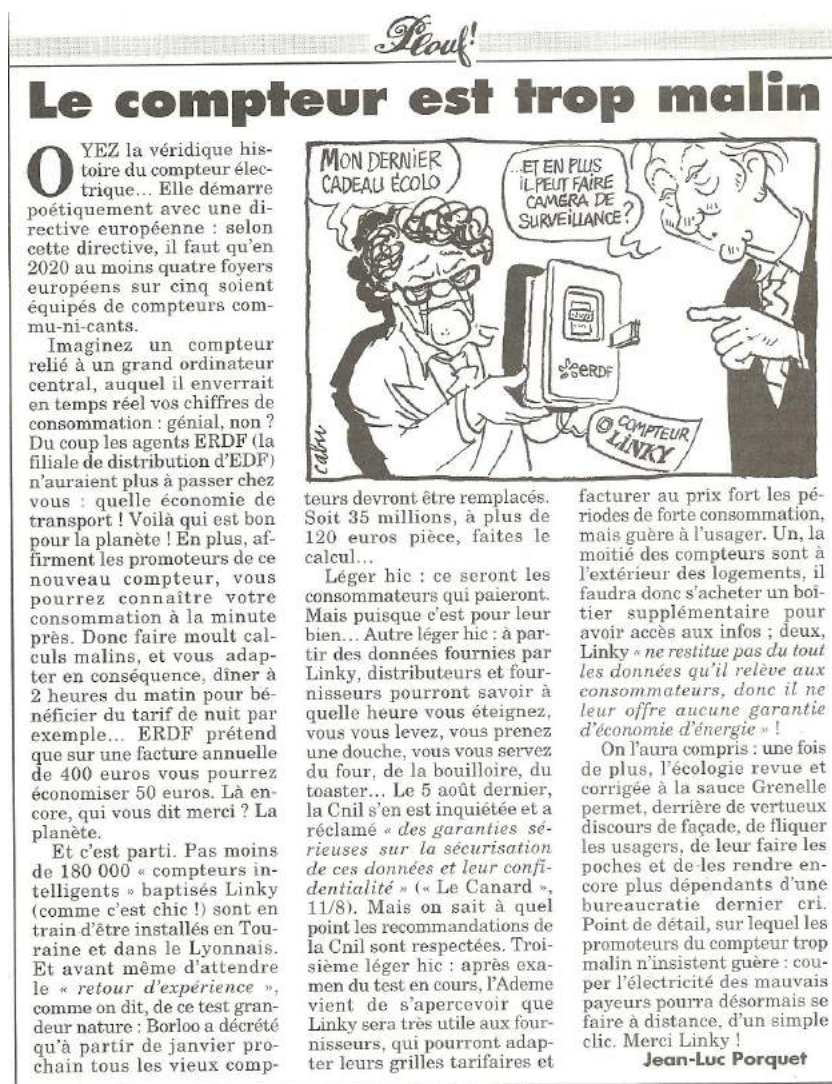 Plouf!
Le compteur est trop malin
OYEZ la véridique his-
toire du compteur élec-
trique... Elle démarre
poétiquement avec une di-
rective européenne : selon
cette directive, il faut qu'en
2020 au moins quatre foyers
européens sur cinq soient
équipés de compteurs com-
mu-ni-cants.
Imaginez un compteur
relié à un grand ordinateur
central, auquel il enverrait
en temps réel vos chiffres de
consommation : génial, non ?
Du coup les agents ERDF (la
filiale de distribution d'EDF)
n'auraient plus à passer chez
vous : quelle économie de
transport ! Voilà qui est bon
pour la planète ! En plus, af-
firment les promoteurs de ce
nouveau compteur, vous
pourrez connaître votre
consommation à la minute
près. Donc faire moult cal-
culs malins, et vous adap-
ter en conséquence, dîner à
2 heures du matin pour bé-
néficier du tarif de nuit par
exemple... ERDF prétend
que sur une facture annuelle
de 400 euros vous pourrez
économiser 50 euros. Là en-
core, qui vous dit merci ? La
planète.
Et c'est parti. Pas moins
de 180 000 « compteurs in-
telligents » baptisés Linky
(comme c'est chic !) sont en
train d'être installés en Tou-
raine et dans le Lyonnais.
Et avant même d'attendre
le « retour d'expérience »,
comme on dit, de ce test gran-
deur nature : Borloo a décrété
qu'à partir de janvier pro-
chain tous les vieux comp-
MON DERNIER
CADEAU ÉCOLO
...ET EN PLUS
IL PEUT FAIRE
CAMERA DE
SURVEILLANCE ?
ERDF
COMPTEUR
LINKY
cabu
teurs devront être remplacés.
Soit 35 millions, à plus de
120 euros pièce, faites le
calcul...
Léger hic : ce seront les
consommateurs qui paieront.
Mais puisque c'est pour leur
bien... Autre léger hic : à par-
tir des données fournies par
Linky, distributeurs et four-
nisseurs pourront savoir à
quelle heure vous éteignez,
vous vous levez, vous prenez
une douche, vous vous servez
du four, de la bouilloire, du
toaster... Le 5 août dernier,
la Cnil s'en est inquiétée et a
réclamé « des garanties sé-
rieuses sur la sécurisation
de ces données et leur confi-
dentialité » (« Le Canard »,
11/8). Mais on sait à quel
point les recommandations de
la Cnil sont respectées. Troi-
sième léger hic : après exa-
men du test en cours, l'Ademe
vient de s'apercevoir que
Linky sera très utile aux four-
nisseurs, qui pourront adap-
ter leurs grilles tarifaires et
facturer au prix fort les pé-
riodes de forte consommation,
mais guère à l'usager. Un, la
moitié des compteurs sont à
l'extérieur des logements, il
faudra donc s'acheter un boî-
tier supplémentaire pour
avoir accès aux infos ; deux,
Linky « ne restitue pas du tout
les données qu'il relève aux
consommateurs, donc il ne
leur offre aucune garantie
d'économie d'énergie » !
On l'aura compris : une fois
de plus, l'écologie revue et
corrigée à la sauce Grenelle
permet, derrière de vertueux
discours de façade, de fliquer
les usagers, de leur faire les
poches et de les rendre en-
core plus dépendants d'une
bureaucratie dernier cri.
Point de détail, sur lequel les
promoteurs du compteur trop
malin n'insistent guère : cou-
per l'électricité des mauvais
payeurs pourra désormais se
faire à distance, d'un simple
clic. Merci Linky !
Jean-Luc Porquet